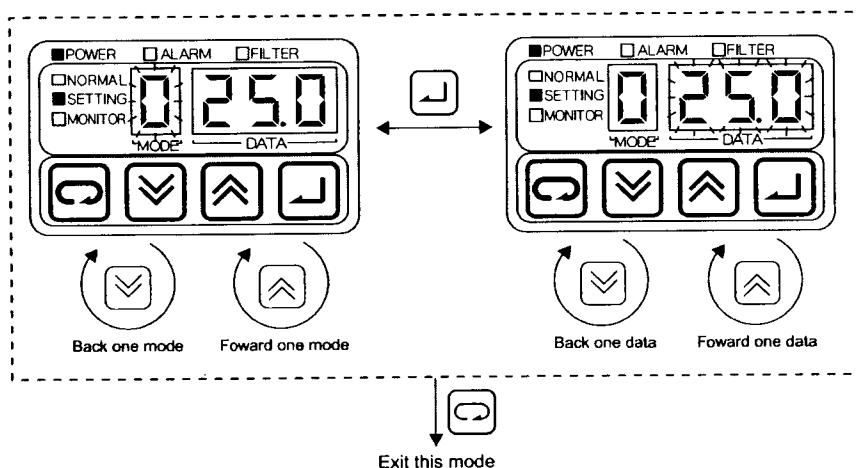 POWER ALARM FILTER
NORMAL
SETTING
MONITOR
0 25.0
MODE DATA
Back one mode Foward one mode
POWER ALARM FILTER
NORMAL
SETTING
MONITOR
0 25.0
MODE DATA
Back one data Foward one data
Exit this mode